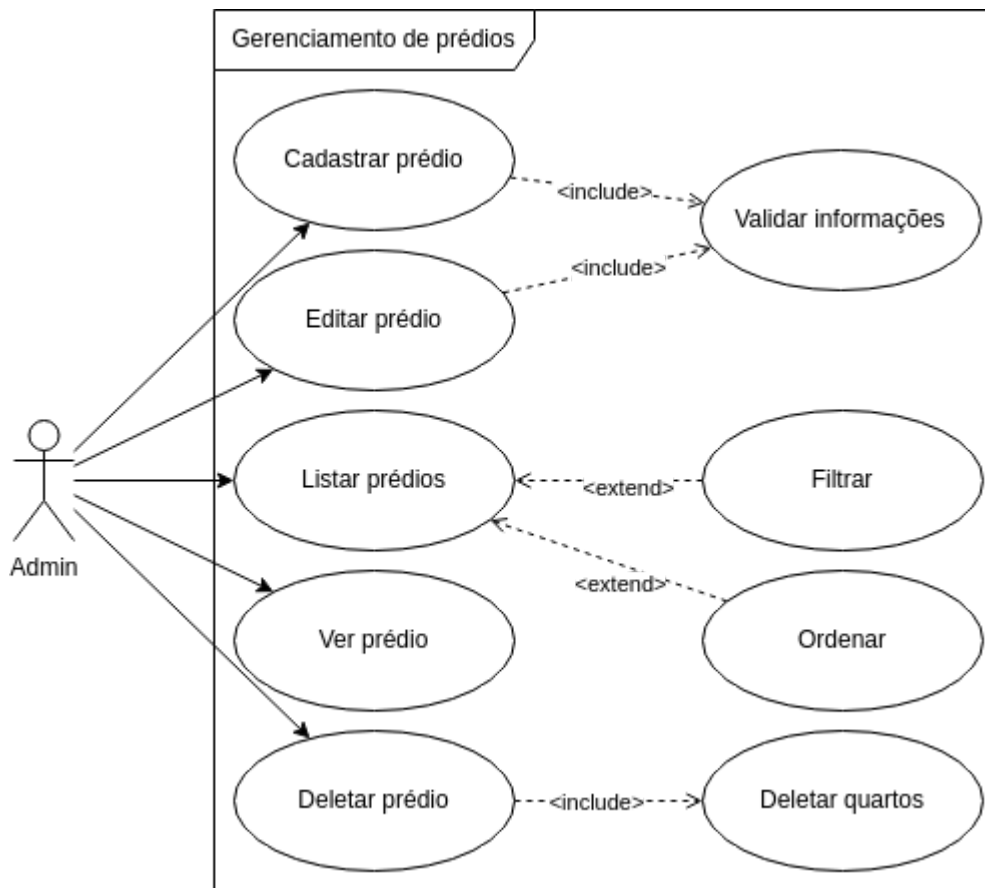 Gerenciamento de prédios
Cadastrar prédio
<include>
Validar informações
<include>
Editar prédio
Listar prédios
<extend>
Filtrar
Admin
<extend>
Ver prédio
Ordenar
Deletar prédio
<include>
Deletar quartos